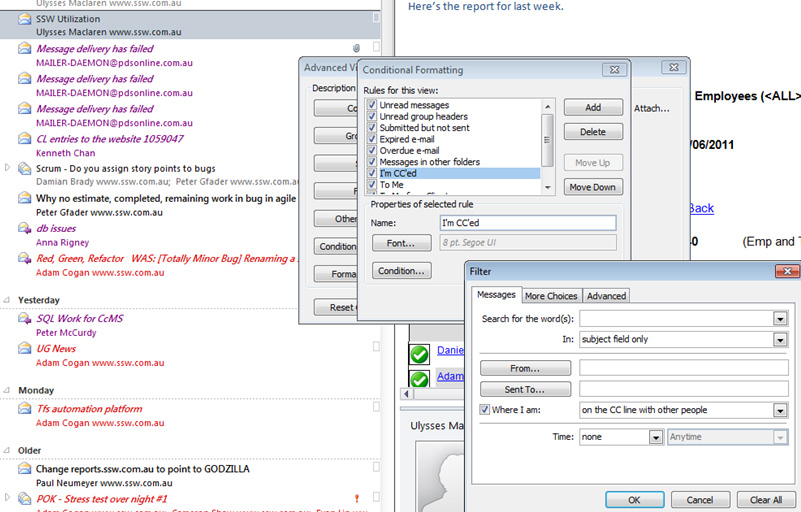 Ulysses Maclaren www.ssw.com.au
SSW Utilization
Ulysses Maclaren www.ssw.com.au
Message delivery has failed
MAILER-DAEMON@pdsonline.com.au
Message delivery has failed
MAILER-DAEMON@pdsonline.com.au
Message delivery has failed
MAILER-DAEMON@pdsonline.com.au
CL entries to the website 1059047
Kenneth Chan
Scrum - Do you assign story points to bugs
Damian Brady www.ssw.com.au; Peter Gfader www.ssw.com.au
Why no estimate, completed, remaining work in bug in agile
Peter Gfader www.ssw.com.au
db issues
Anna Rigney
Red, Green, Refactor WAS: [Totally Minor Bug] Renaming a
Adam Cogan www.ssw.com.au
Yesterday
SQL Work for CcMS
Peter McCurdy
UG News
Adam Cogan www.ssw.com.au
Monday
Tfs automation platform
Adam Cogan www.ssw.com.au
Older
Change reports.ssw.com.au to point to GODZILLA
Paul Neumeyer www.ssw.com.au
POK - Stress test over night #1
Here's the report for last week.
Employees (<ALL>
/06/2011
Back
(Emp and T
Attach...
Advanced Vi
Description
Co
Gro
S
F
Other
Condition
Forma
Reset
Conditional Formatting
Rules for this view:
Unread messages
Unread group headers
Submitted but not sent
Expired e-mail
Overdue e-mail
Messages in other folders
I'm CC'ed
To Me
Add
Delete
Move Up
Move Down
Properties of selected rule
Name:
I'm CC'ed
Font...
8 pt. Segoe UI
Condition...
Filter
Messages
More Choices
Advanced
Search for the word(s):
In:
subject field only
From...
Sent To...
Where I am:
on the CC line with other people
Time:
none
Anytime
OK
Cancel
Clear All
Danie
Adam
Ulysses Ma